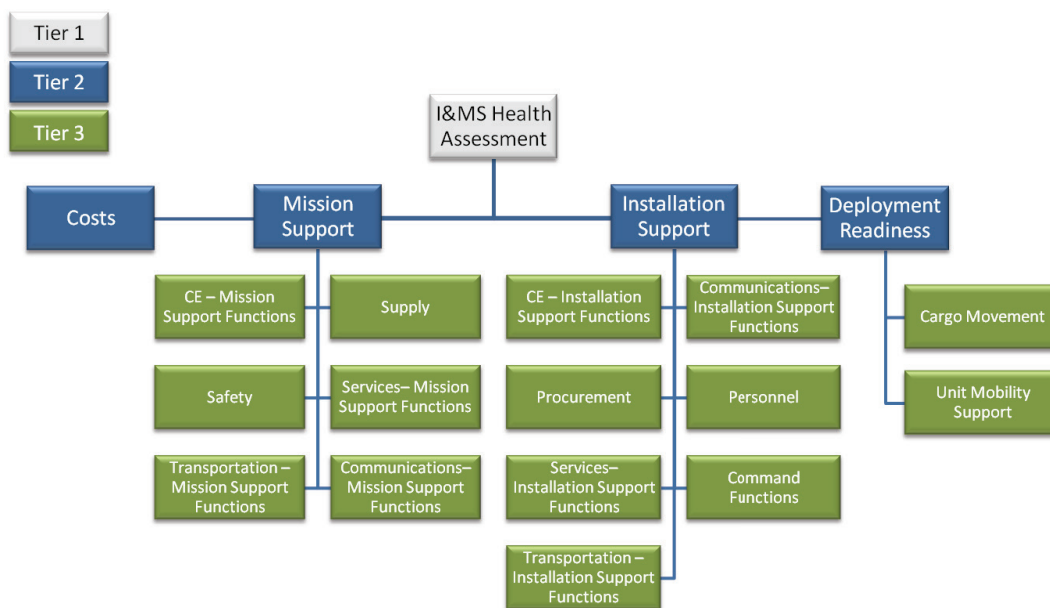 Tier 1
Tier 2
Tier 3
I&MS Health
Assessment
Costs
Mission
Support
Installation
Support
Deployment
Readiness
CE – Mission
Support Functions
Supply
Safety
Services– Mission
Support Functions
Transportation –
Mission Support
Functions
Communications–
Mission Support
Functions
CE – Installation
Support Functions
Communications–
Installation Support
Functions
Procurement
Personnel
Services–
Installation Support
Functions
Command
Functions
Transportation –
Installation Support
Functions
Cargo Movement
Unit Mobility
Support